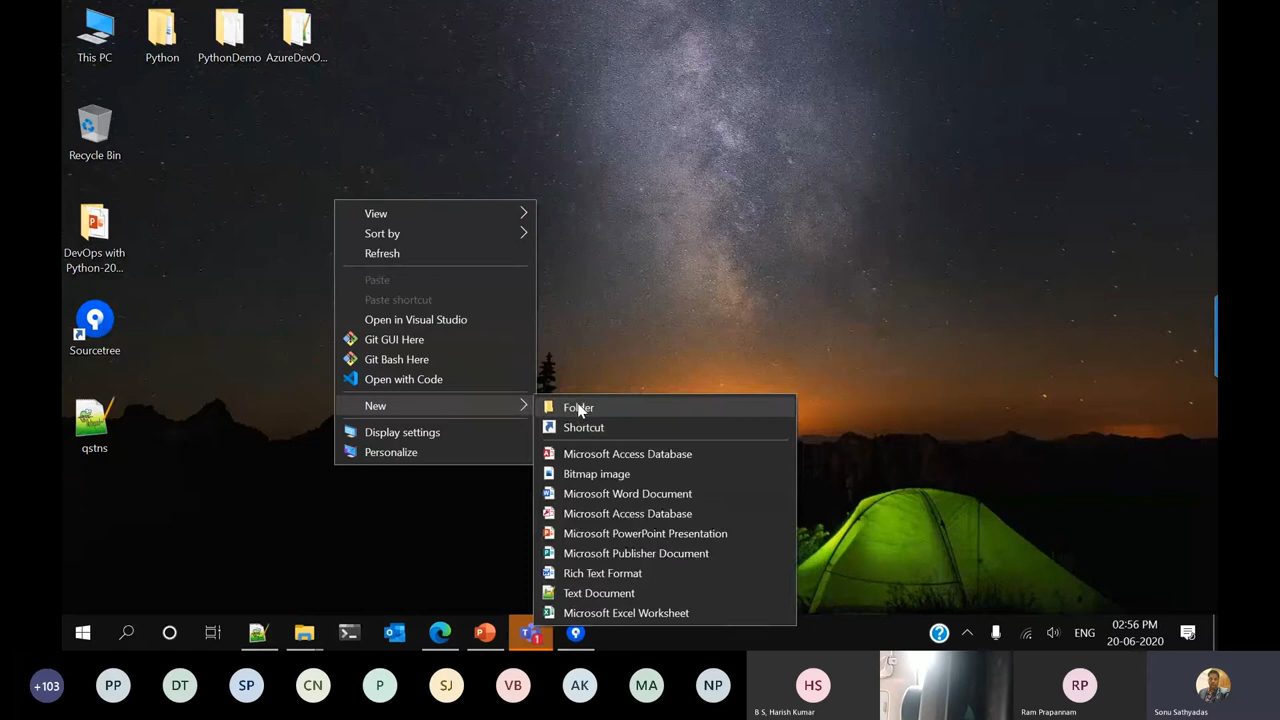 This PC
Python
PythonDemo
AzureDevO...
Recycle Bin
DevOps with
Python-20...
Sourcetree
qstns
View
Sort by
Refresh
Paste
Paste shortcut
Open in Visual Studio
Git GUI Here
Git Bash Here
Open with Code
New
Display settings
Personalize
Folder
Shortcut
Microsoft Access Database
Bitmap image
Microsoft Word Document
Microsoft Access Database
Microsoft PowerPoint Presentation
Microsoft Publisher Document
Rich Text Format
Text Document
Microsoft Excel Worksheet
1
ENG
02:56 PM
20-06-2020
+103
PP
DT
SP
CN
P
SJ
VB
AK
MA
NP
HS
B S, Harish Kumar
RP
Ram Prapannam
Sonu Sathyadas